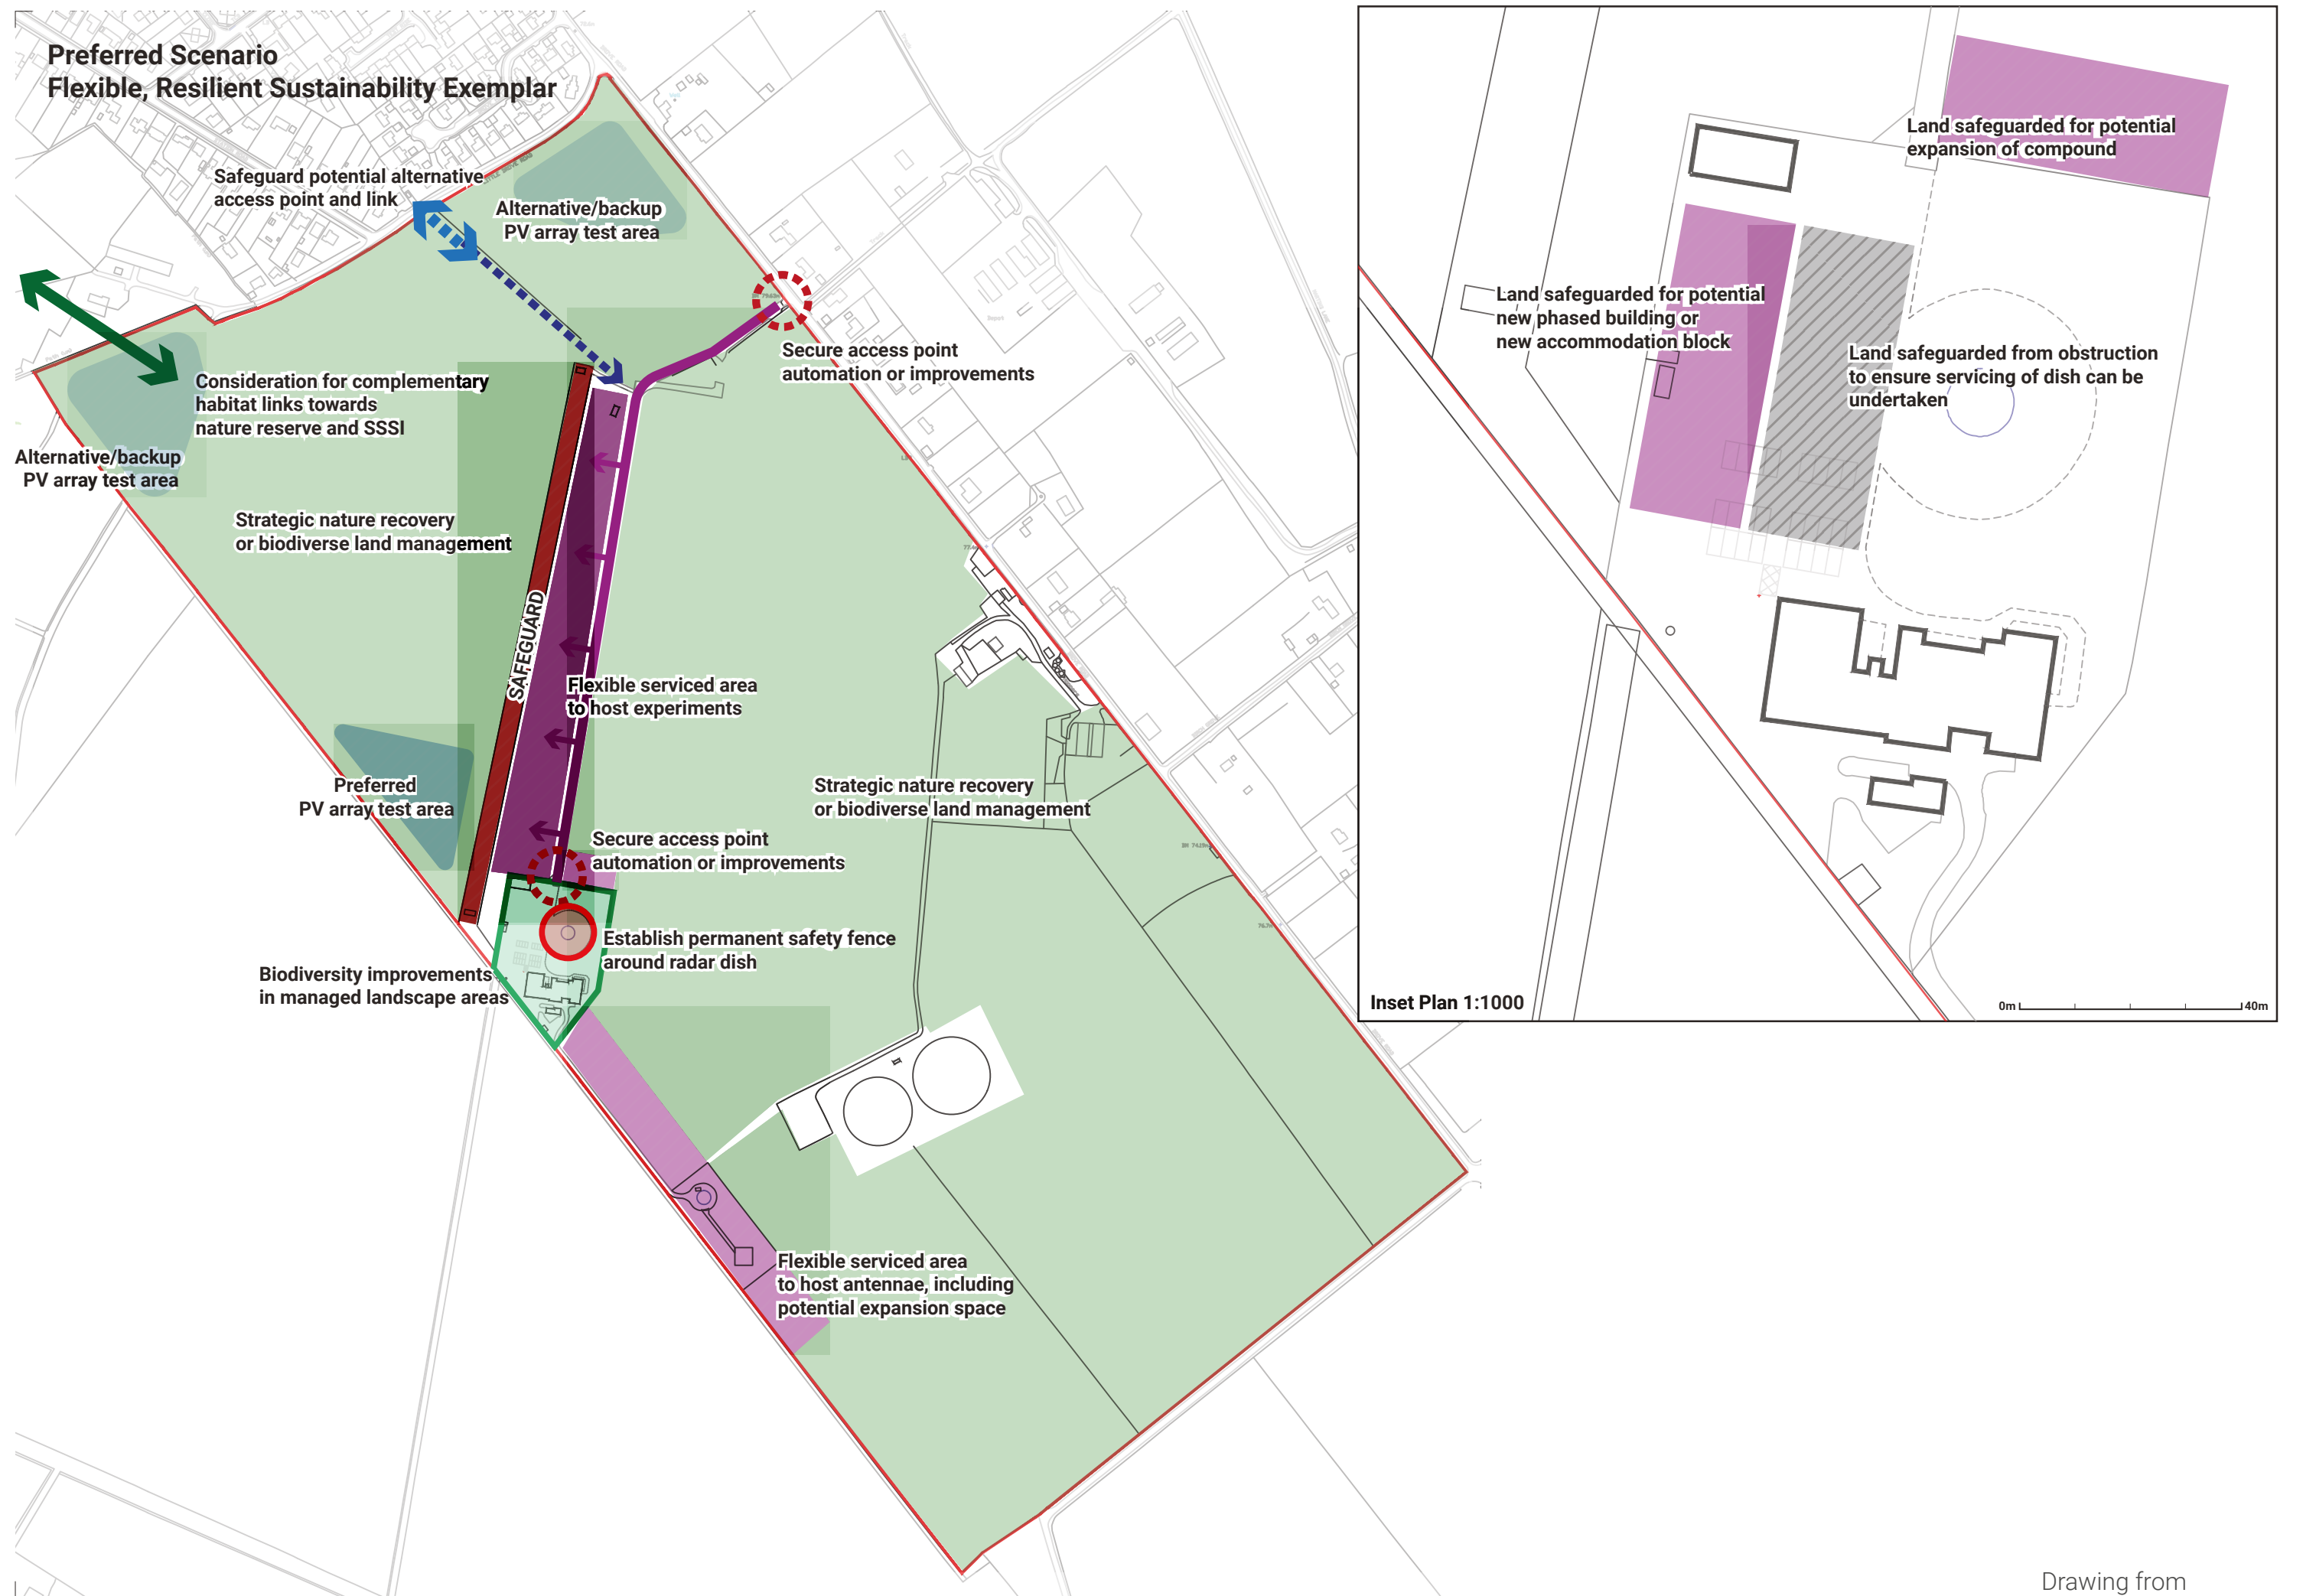 Preferred Scenario
Flexible, Resilient Sustainability Exemplar
Safeguard potential alternative
access point and link
Alternative/backup
PV array test area
Secure access point
automation or improvements
Consideration for complementary
habitat links towards
nature reserve and SSSI
Alternative/backup
PV array test area
Strategic nature recovery
or biodiverse land management
SAFEGUARD
Flexible serviced area
to host experiments
Preferred
PV array test area
Strategic nature recovery
or biodiverse land management
Secure access point
automation or improvements
Establish permanent safety fence
around radar dish
Biodiversity improvements
in managed landscape areas
Flexible serviced area
to host antennae, including
potential expansion space
Land safeguarded for potential
expansion of compound
Land safeguarded for potential
new phased building or
new accommodation block
Land safeguarded from obstruction
to ensure servicing of dish can be
undertaken
Inset Plan 1:1000
0m
40m
Drawing from